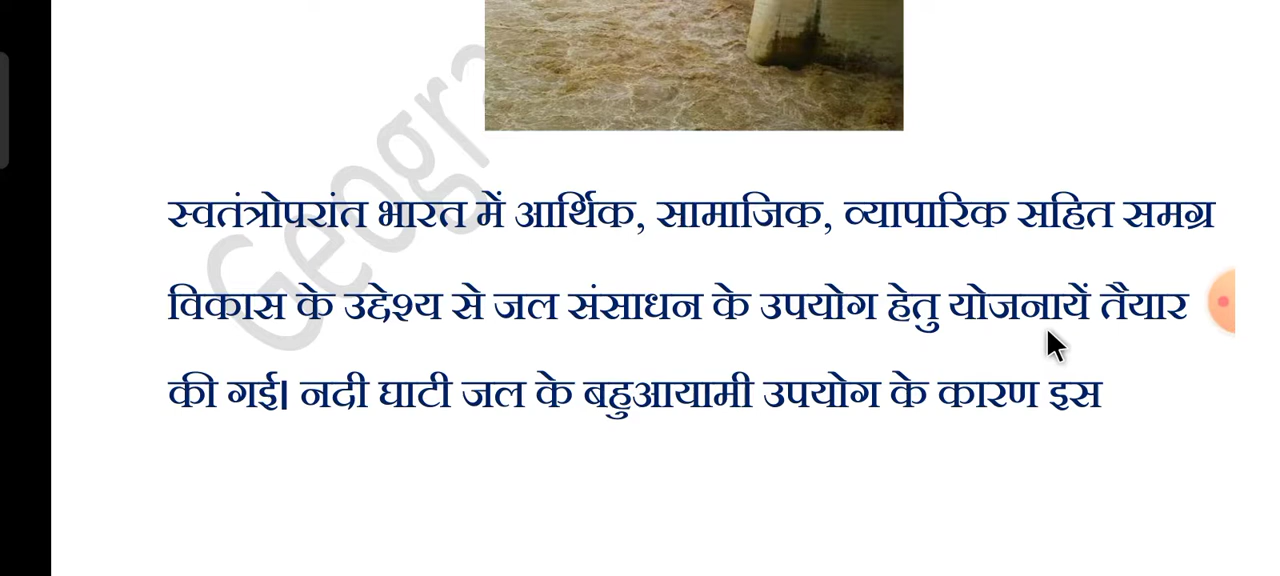 Geogra
स्वतंत्रोपरांत भारत में आर्थिक, सामाजिक, व्यापारिक सहित समग्र
विकास के उद्देश्य से जल संसाधन के उपयोग हेतु योजनायें तैयार
की गई। नदी घाटी जल के बहुआयामी उपयोग के कारण इस